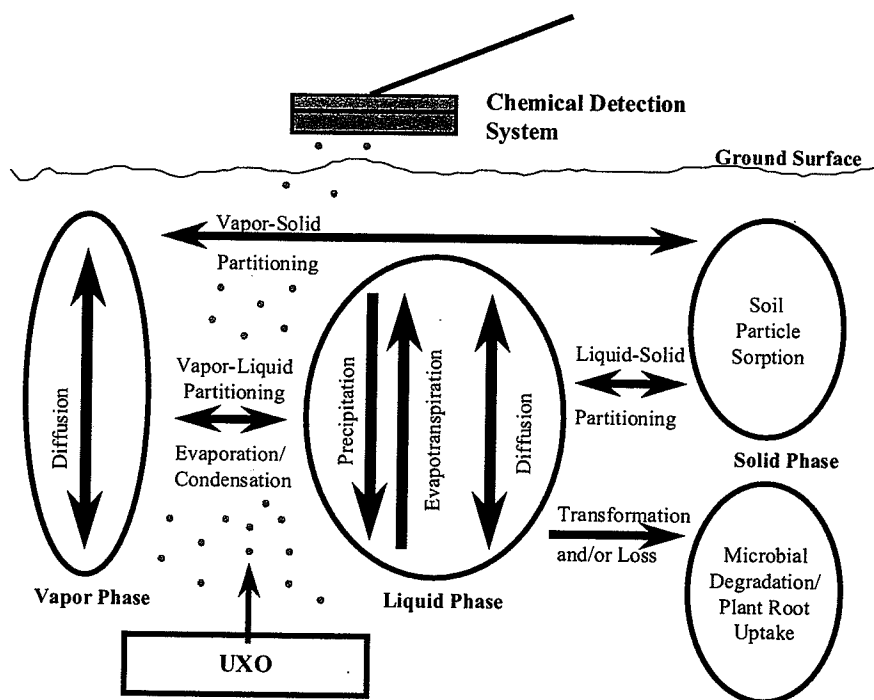 Chemical Detection
System
Ground Surface
Vapor-Solid
Partitioning
Diffusion
Vapor Phase
Vapor-Liquid
Partitioning
Evaporation/
Condensation
Precipitation
Evapotranspiration
Diffusion
Liquid Phase
Liquid-Solid
Partitioning
Soil
Particle
Sorption
Solid Phase
Transformation
and/or Loss
Microbial
Degradation/
Plant Root
Uptake
UXO